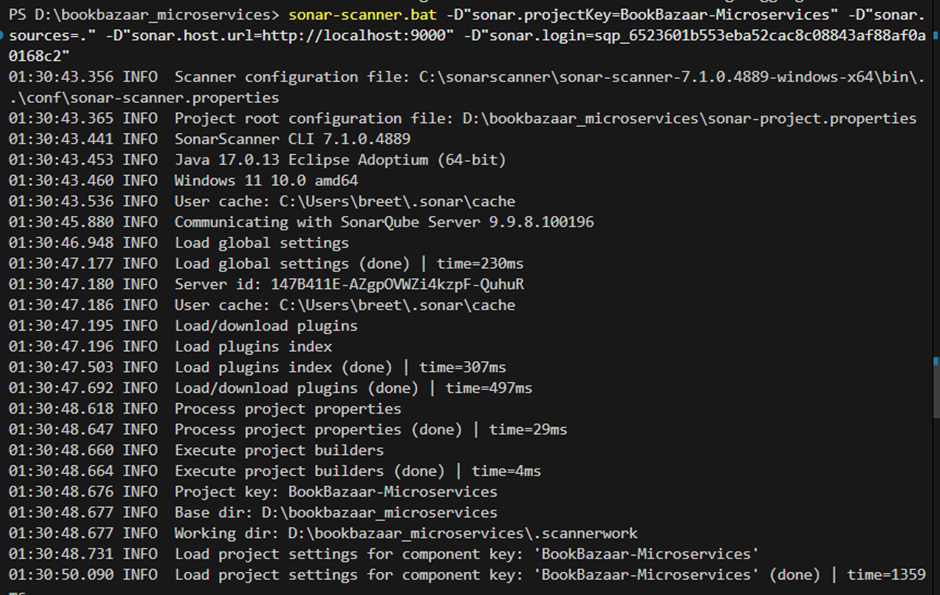 PS D:\bookbazaar_microservices> sonar-scanner.bat -D"sonar.projectKey=BookBazaar-Microservices" -D"sonar.
sources=." -D"sonar.host.url=http://localhost:9000" -D"sonar.login=sqp_6523601b553eba52cac8c08843af88af0a
0168c2"
01:30:43.356 INFO  Scanner configuration file: C:\sonarscanner\sonar-scanner-7.1.0.4889-windows-x64\bin\.
.\conf\sonar-scanner.properties
01:30:43.365 INFO  Project root configuration file: D:\bookbazaar_microservices\sonar-project.properties
01:30:43.441 INFO  SonarScanner CLI 7.1.0.4889
01:30:43.453 INFO  Java 17.0.13 Eclipse Adoptium (64-bit)
01:30:43.460 INFO  Windows 11 10.0 amd64
01:30:43.536 INFO  User cache: C:\Users\breet\.sonar\cache
01:30:45.880 INFO  Communicating with SonarQube Server 9.9.8.100196
01:30:46.948 INFO  Load global settings
01:30:47.177 INFO  Load global settings (done) | time=230ms
01:30:47.180 INFO  Server id: 147B411E-AZgpOVWZi4kzpF-QuhuR
01:30:47.186 INFO  User cache: C:\Users\breet\.sonar\cache
01:30:47.195 INFO  Load/download plugins
01:30:47.196 INFO  Load plugins index
01:30:47.503 INFO  Load plugins index (done) | time=307ms
01:30:47.692 INFO  Load/download plugins (done) | time=497ms
01:30:48.618 INFO  Process project properties
01:30:48.647 INFO  Process project properties (done) | time=29ms
01:30:48.660 INFO  Execute project builders
01:30:48.664 INFO  Execute project builders (done) | time=4ms
01:30:48.676 INFO  Project key: BookBazaar-Microservices
01:30:48.677 INFO  Base dir: D:\bookbazaar_microservices
01:30:48.677 INFO  Working dir: D:\bookbazaar_microservices\.scannerwork
01:30:48.731 INFO  Load project settings for component key: 'BookBazaar-Microservices'
01:30:50.090 INFO  Load project settings for component key: 'BookBazaar-Microservices' (done) | time=1359
ms